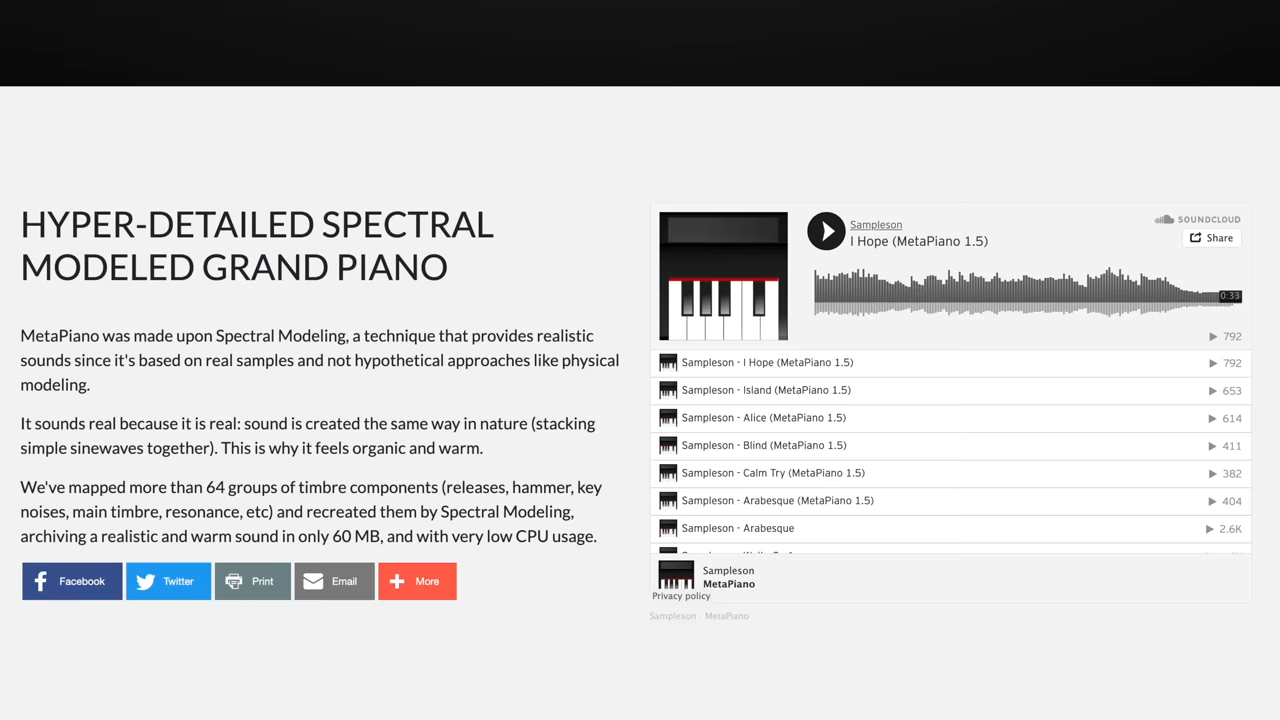 HYPER-DETAILED SPECTRAL
MODELED GRAND PIANO
MetaPiano was made upon Spectral Modeling, a technique that provides realistic
sounds since it's based on real samples and not hypothetical approaches like physical
modeling.
It sounds real because it is real: sound is created the same way in nature (stacking
simple sinewaves together). This is why it feels organic and warm.
We've mapped more than 64 groups of timbre components (releases, hammer, key
noises, main timbre, resonance, etc) and recreated them by Spectral Modeling,
archiving a realistic and warm sound in only 60 MB, and with very low CPU usage.
Facebook
Twitter
Print
Email
More
Sampleson
I Hope (MetaPiano 1.5)
SOUNDCLOUD
Share
0:33
792
Sampleson - I Hope (MetaPiano 1.5) 792
Sampleson - Island (MetaPiano 1.5) 653
Sampleson - Alice (MetaPiano 1.5) 614
Sampleson - Blind (MetaPiano 1.5) 411
Sampleson - Calm Try (MetaPiano 1.5) 382
Sampleson - Arabesque (MetaPiano 1.5) 404
Sampleson - Arabesque 2.6K
Sampleson
MetaPiano
Privacy policy
Sampleson - MetaPiano